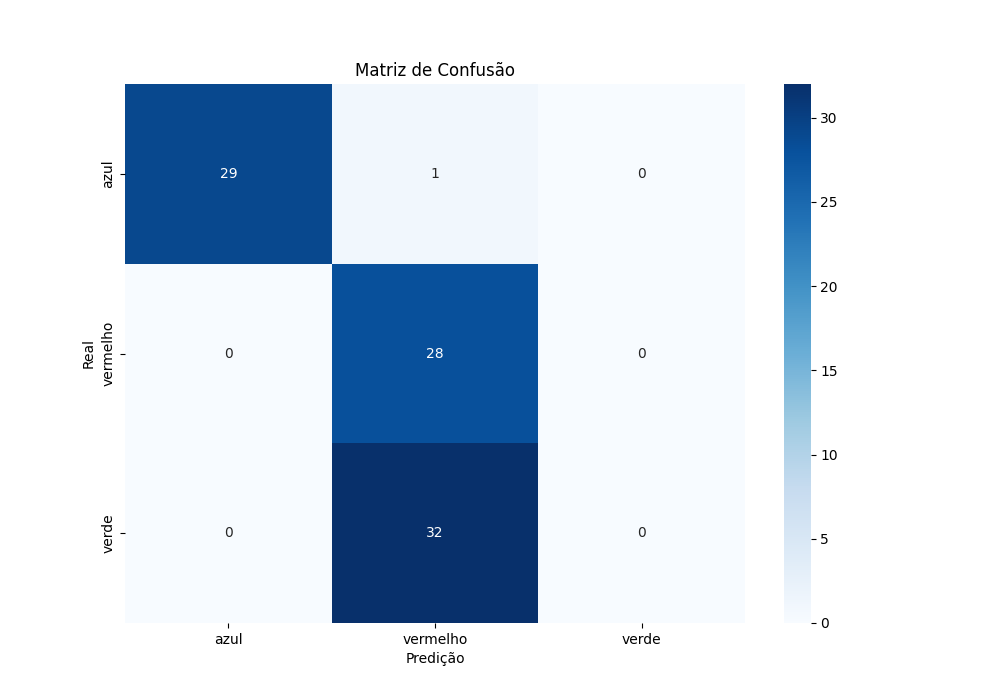 Matriz de Confusão
azul
29
1
0
Real
vermelho
0
28
0
verde
0
32
0
azul
vermelho
verde
Predição
30
25
20
15
10
5
0